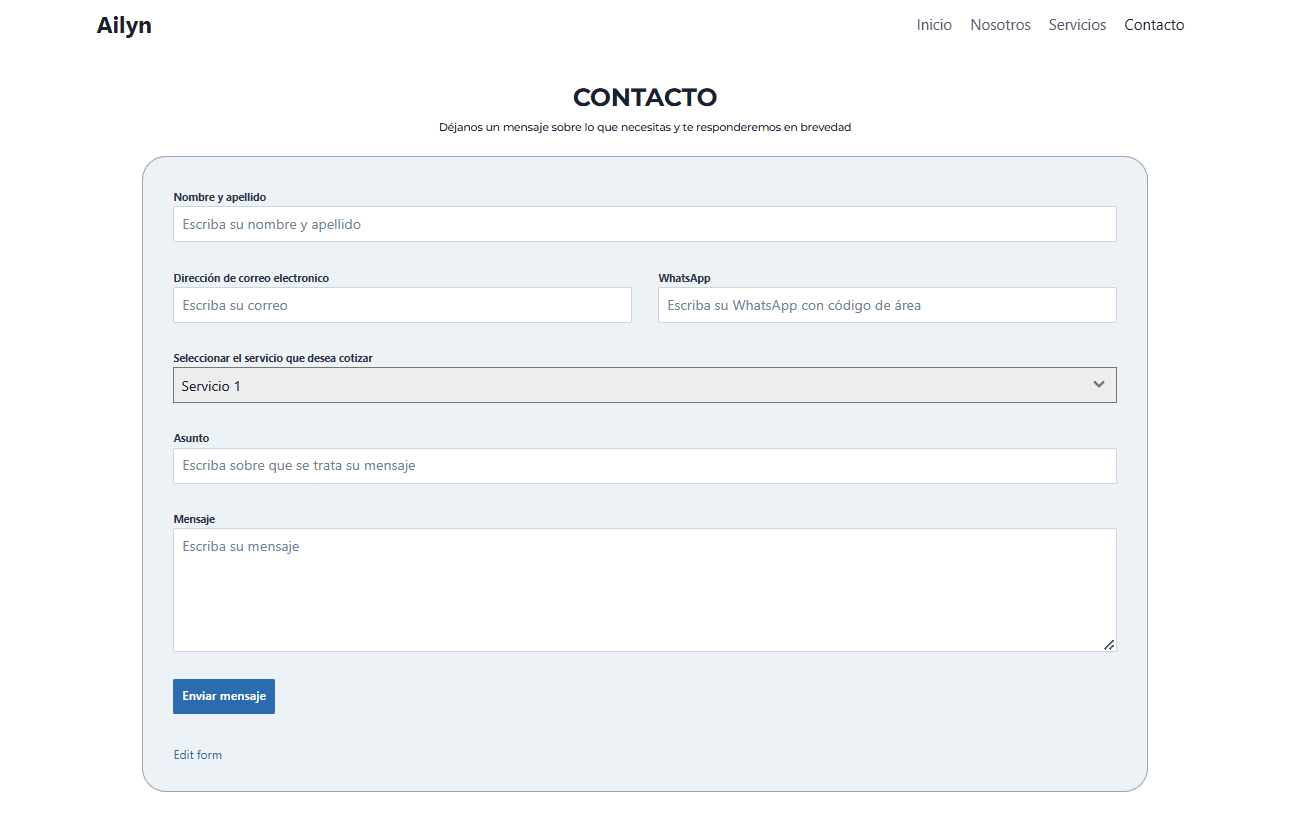 Ailyn
Inicio Nosotros Servicios Contacto
CONTACTO
Déjanos un mensaje sobre lo que necesitas y te responderemos en brevedad
Nombre y apellido
Escriba su nombre y apellido
Dirección de correo electronico
Escriba su correo
WhatsApp
Escriba su WhatsApp con código de área
Seleccionar el servicio que desea cotizar
Servicio 1
Asunto
Escriba sobre que se trata su mensaje
Mensaje
Escriba su mensaje
Enviar mensaje
Edit form